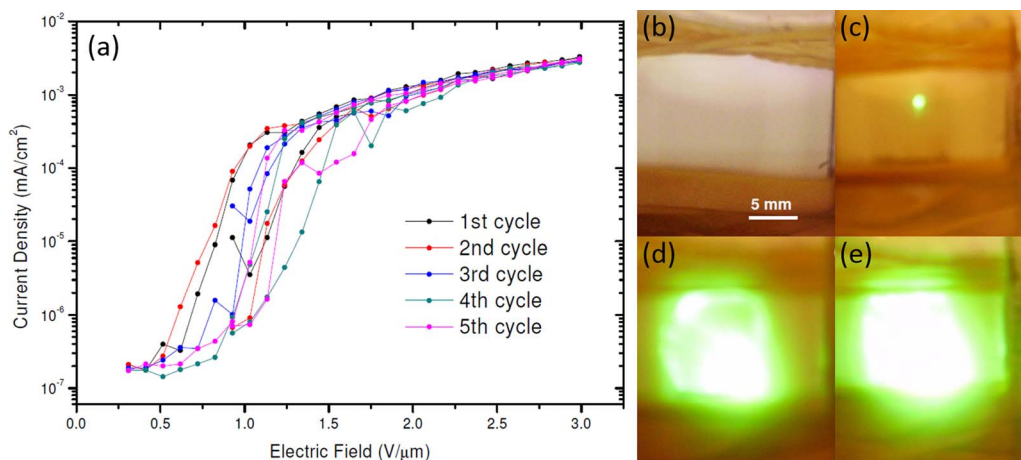 (a)
Current Density (mA/cm²)
10⁻²
10⁻³
10⁻⁴
10⁻⁵
10⁻⁶
10⁻⁷
1st cycle
2nd cycle
3rd cycle
4th cycle
5th cycle
0.0 0.5 1.0 1.5 2.0 2.5 3.0
Electric Field (V/μm)
(b)
5 mm
(c)
(d)
(e)